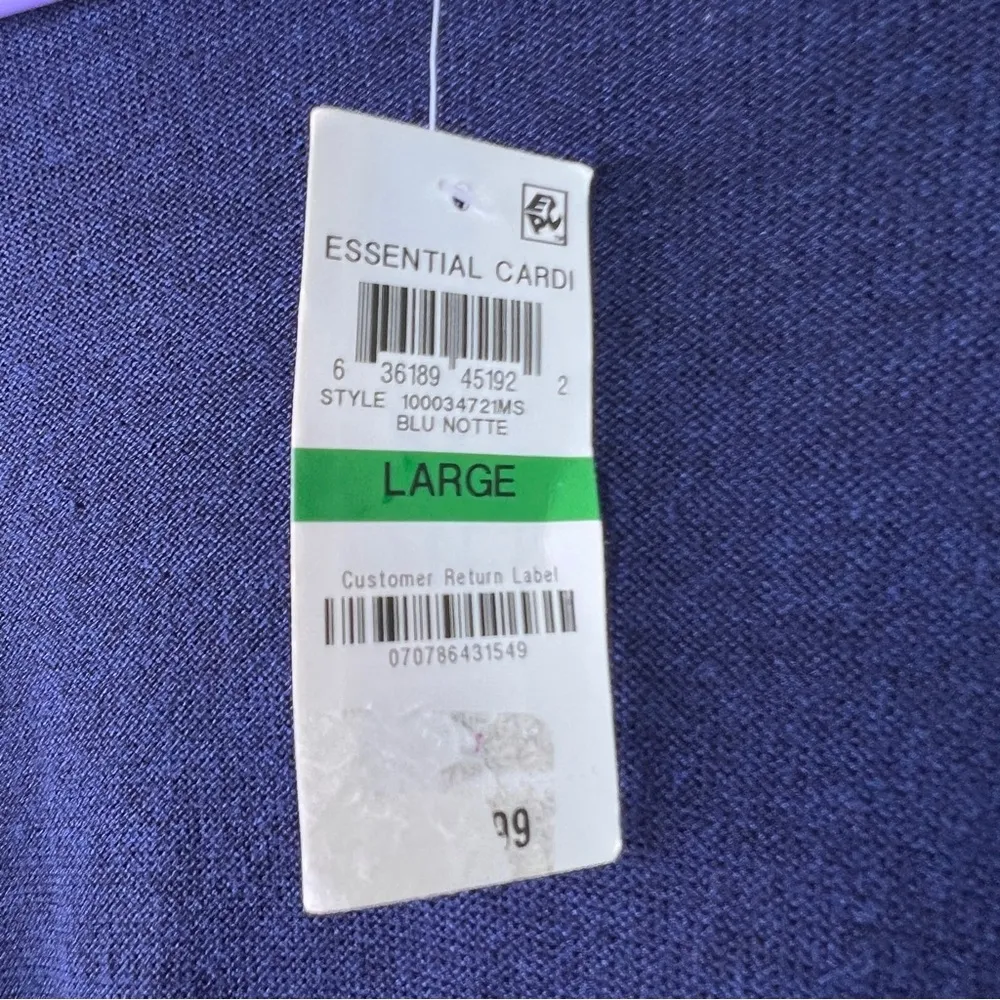 ESSENTIAL CARDI
6 36189 45192 2
STYLE 100034721MS
BLU NOTTE
LARGE
Customer Return Label
070786431549
99